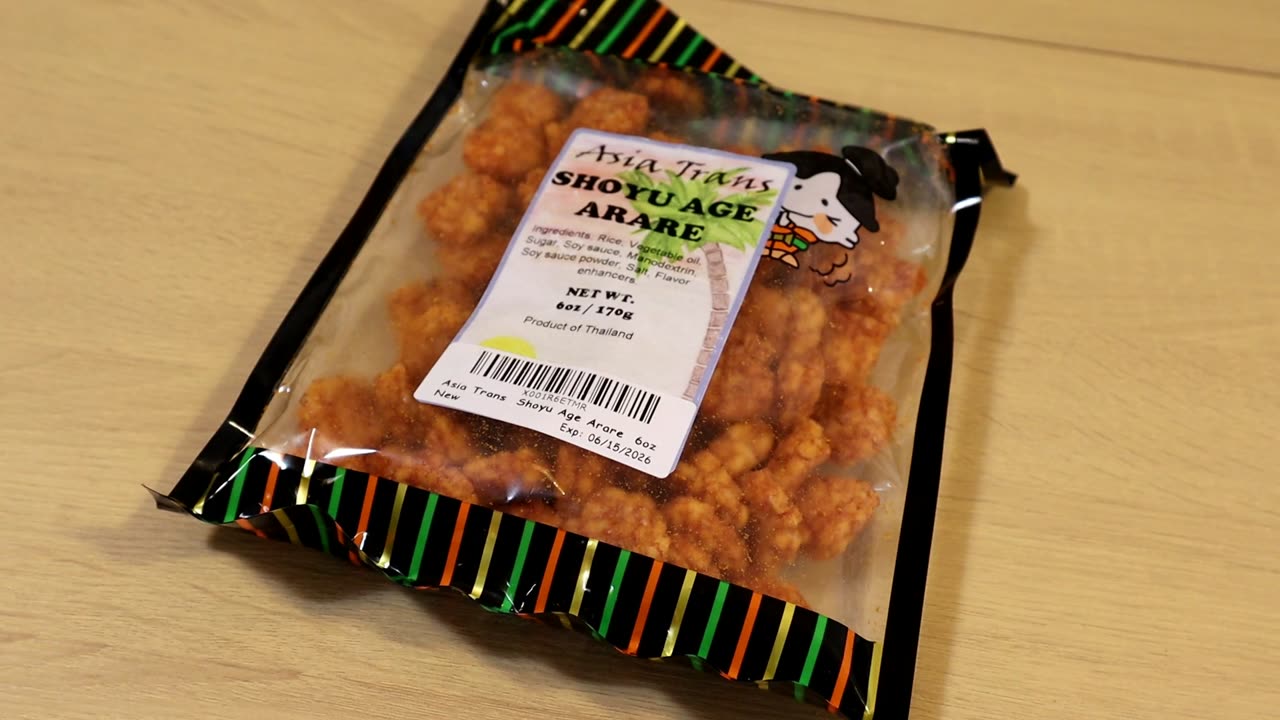 Asia Trans
SHOYU AGE
ARARE
Ingredients: Rice, Vegetable oil,
Sugar, Soy sauce, Manodextrin,
Soy sauce powder, Salt, Flavor
enhancers.
NET WT.
6oz / 170g
Product of Thailand
X001R6ETMR
Asia Trans Shoyu Age Arare 6oz
New
Exp: 06/15/2026